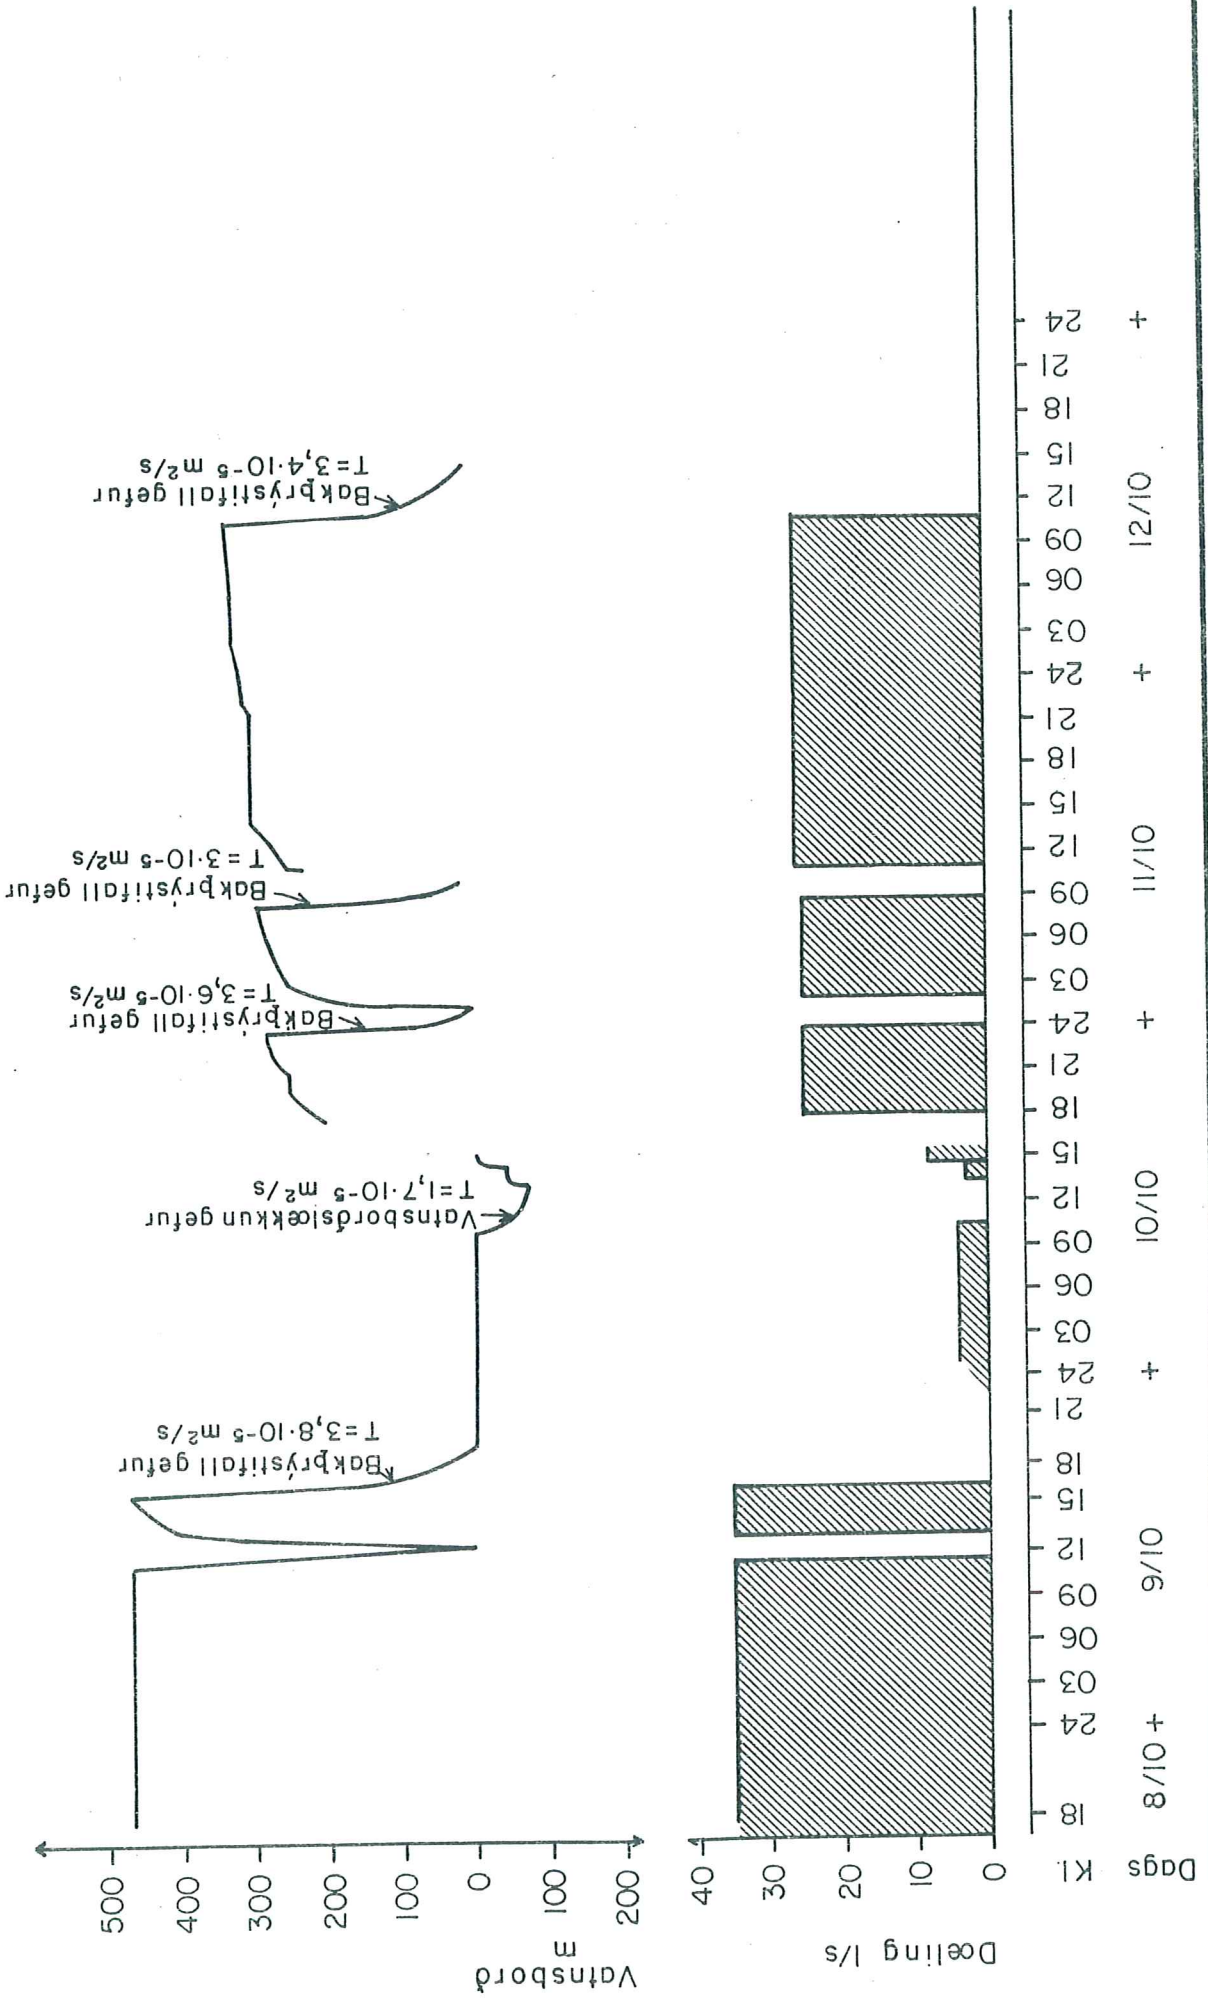 Vatnsborð
m
500
400
300
200
100
0
100
200
Bakþrýstifall gefur
T=3,8·10-5 m2/s
Vatnsborðslœkkun gefur
T=1,7·10-5 m2/s
Bakþrýstifall gefur
T=3,6·10-5 m2/s
Bakþrýstifall gefur
T=3·10-5 m2/s
Bakþrýstifall gefur
T=3,4·10-5 m2/s
Dœling l/s
40
30
20
10
0
Kl. 18 24 03 06 09 12 15 18 21 24 03 06 09 12 15 18 21 24 03 06 09 12 15 18 21 24 03 06 09 12 15 18 21 24
Dags 8/10 + 9/10 + 10/10 + 11/10 + 12/10 +